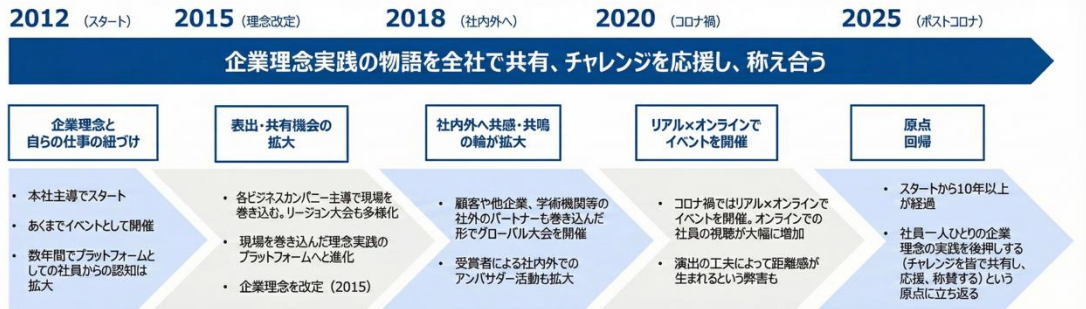 2012 (スタート)
2015 (理念改定)
2018 (社内外へ)
2020 (コロナ禍)
2025 (ポストコロナ)
企業理念実践の物語を全社で共有、チャレンジを応援し、称え合う
企業理念と
自らの仕事の紐づけ
• 本社主導でスタート
• あくまでイベントとして開催
• 数年間でプラットフォームと
しての社員からの認知は
拡大
表出・共有機会の
拡大
• 各ビジネスカンパニー主導で現場を
巻き込む。リージョン大会も多様化
• 現場を巻き込んだ理念実践の
プラットフォームへと進化
• 企業理念を改定（2015）
社内外へ共感・共鳴
の輪が拡大
• 顧客や他企業、学術機関等の
社外のパートナーも巻き込んだ
形でグローバル大会を開催
• 受賞者による社内外での
アンバサダー活動も拡大
リアル×オンラインで
イベントを開催
• コロナ禍ではリアル×オンラインで
イベントを開催。オンラインでの
社員の視聴が大幅に増加
• 演出の工夫によって距離感が
生まれるという弊害も
原点
回帰
• スタートから10年以上
が経過
• 社員一人ひとりの企業
理念の実践を後押しする
（チャレンジを皆で共有し、
応援、称賛する）という
原点に立ち返る